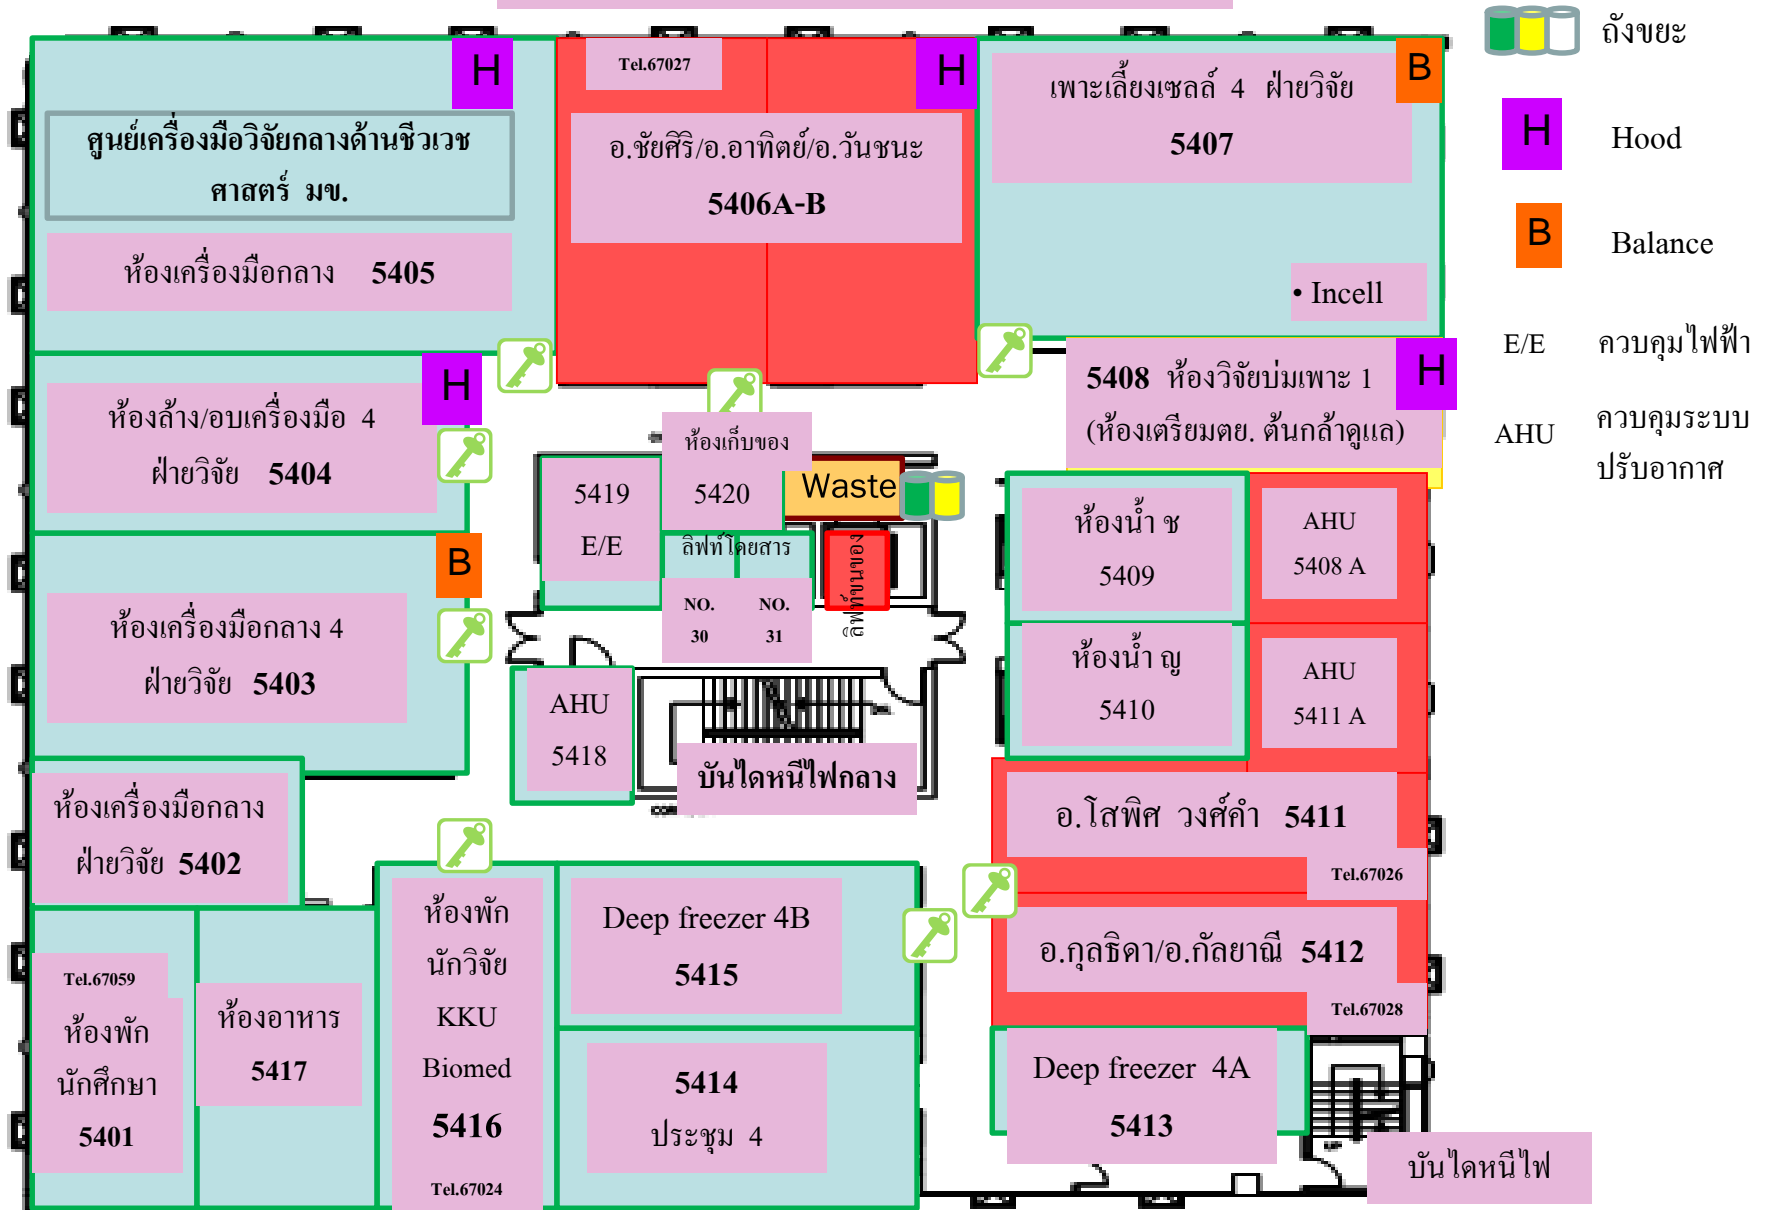 H
Tel.67027
H
B
ถังขยะ
ศูนย์เครื่องมือวิจัยกลางด้านชีวเวช
ศาสตร์ มข.
ห้องเครื่องมือกลาง 5405
อ.ชัยศิริ/อ.อาทิตย์/อ.วันชนะ
5406A-B
เพาะเลี้ยงเซลล์ 4 ฝ่ายวิจัย
5407
• Incell
H Hood
B Balance
E/E ควบคุมไฟฟ้า
AHU ควบคุมระบบ
ปรับอากาศ
H
ห้องล้าง/อบเครื่องมือ 4
ฝ่ายวิจัย 5404
5408 ห้องวิจัยบ่มเพาะ 1
(ห้องเตรียมตย. ต้นกล้าดูแล)
H
ห้องเก็บของ
5420
Waste
5419
E/E
ลิฟท์โดยสาร
ลิฟท์ขนของ
NO.
30
NO.
31
ห้องน้ำ ช
5409
AHU
5408 A
B
ห้องเครื่องมือกลาง 4
ฝ่ายวิจัย 5403
ห้องน้ำ ญ
5410
AHU
5411 A
AHU
5418
บันไดหนีไฟกลาง
ห้องเครื่องมือกลาง
ฝ่ายวิจัย 5402
อ.โสพิศ วงศ์คำ 5411
Tel.67026
อ.กุลธิดา/อ.กัลยาณี 5412
Tel.67028
Tel.67059
ห้องพัก
นักศึกษา
5401
ห้องอาหาร
5417
ห้องพัก
นักวิจัย
KKU
Biomed
5416
Tel.67024
Deep freezer 4B
5415
5414
ประชุม 4
Deep freezer 4A
5413
บันไดหนีไฟ